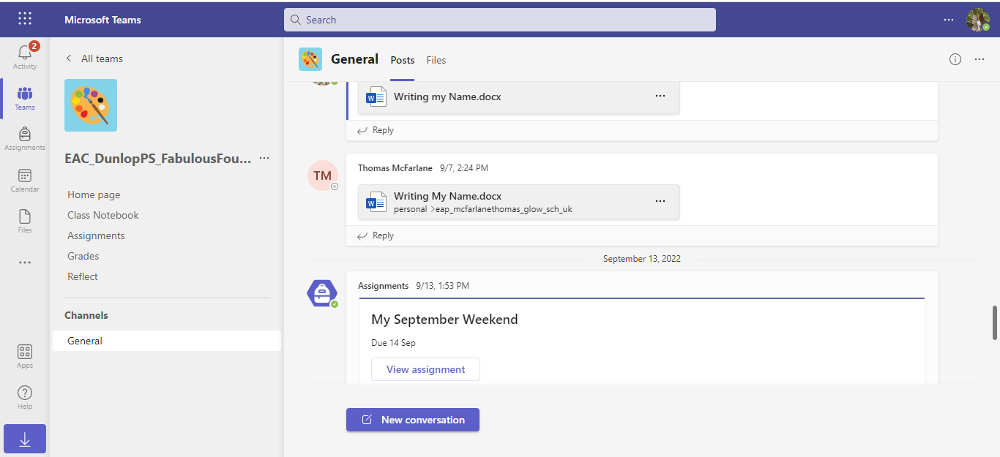 Microsoft Teams
Search
2
Activity
Teams
Assignments
Calendar
Files
Apps
Help
All teams
EAC_DunlopPS_FabulousFou...
Home page
Class Notebook
Assignments
Grades
Reflect
Channels
General
General Posts Files
Writing my Name.docx
Reply
TM
Thomas McFarlane 9/7, 2:24 PM
W
Writing My Name.docx
personal >eap_mcfarlanethomas_glow_sch_uk
Reply
September 13, 2022
Assignments 9/13, 1:53 PM
My September Weekend
Due 14 Sep
View assignment
New conversation